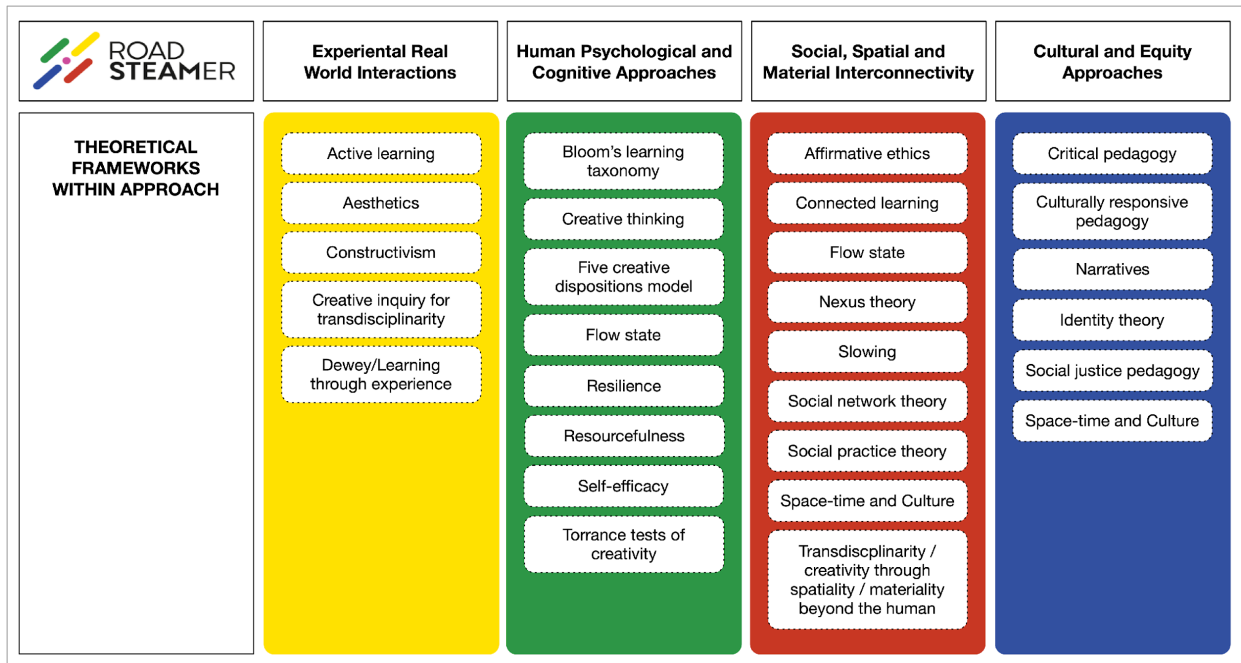 ROAD
STEAMER
Experiental Real
World Interactions
Human Psychological and
Cognitive Approaches
Social, Spatial and
Material Interconnectivity
Cultural and Equity
Approaches
THEORETICAL
FRAMEWORKS
WITHIN APPROACH
Active learning
Aesthetics
Constructivism
Creative inquiry for
transdisciplinarity
Dewey/Learning
through experience
Bloom's learning
taxonomy
Creative thinking
Five creative
dispositions model
Flow state
Resilience
Resourcefulness
Self-efficacy
Torrance tests of
creativity
Affirmative ethics
Connected learning
Flow state
Nexus theory
Slowing
Social network theory
Social practice theory
Space-time and Culture
Transdiscplinarity /
creativity through
spatiality / materiality
beyond the human
Critical pedagogy
Culturally responsive
pedagogy
Narratives
Identity theory
Social justice pedagogy
Space-time and Culture